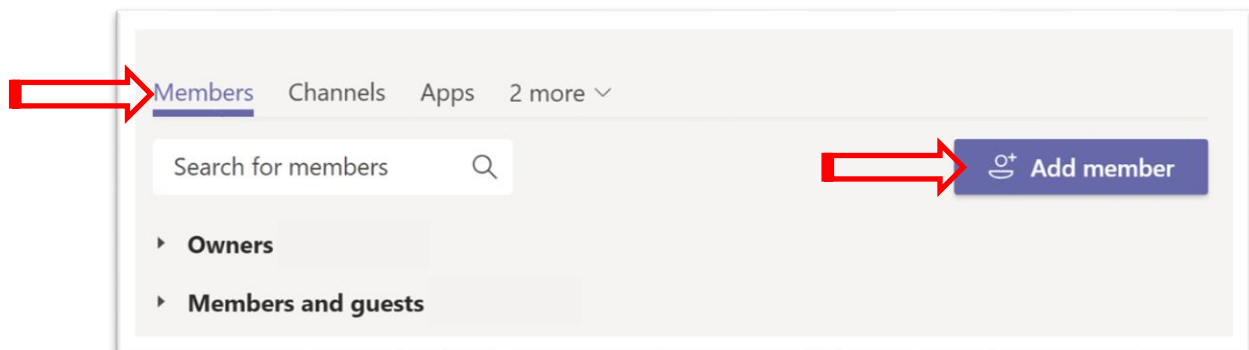 Members Channels Apps 2 more
Search for members Add member
Owners
Members and guests